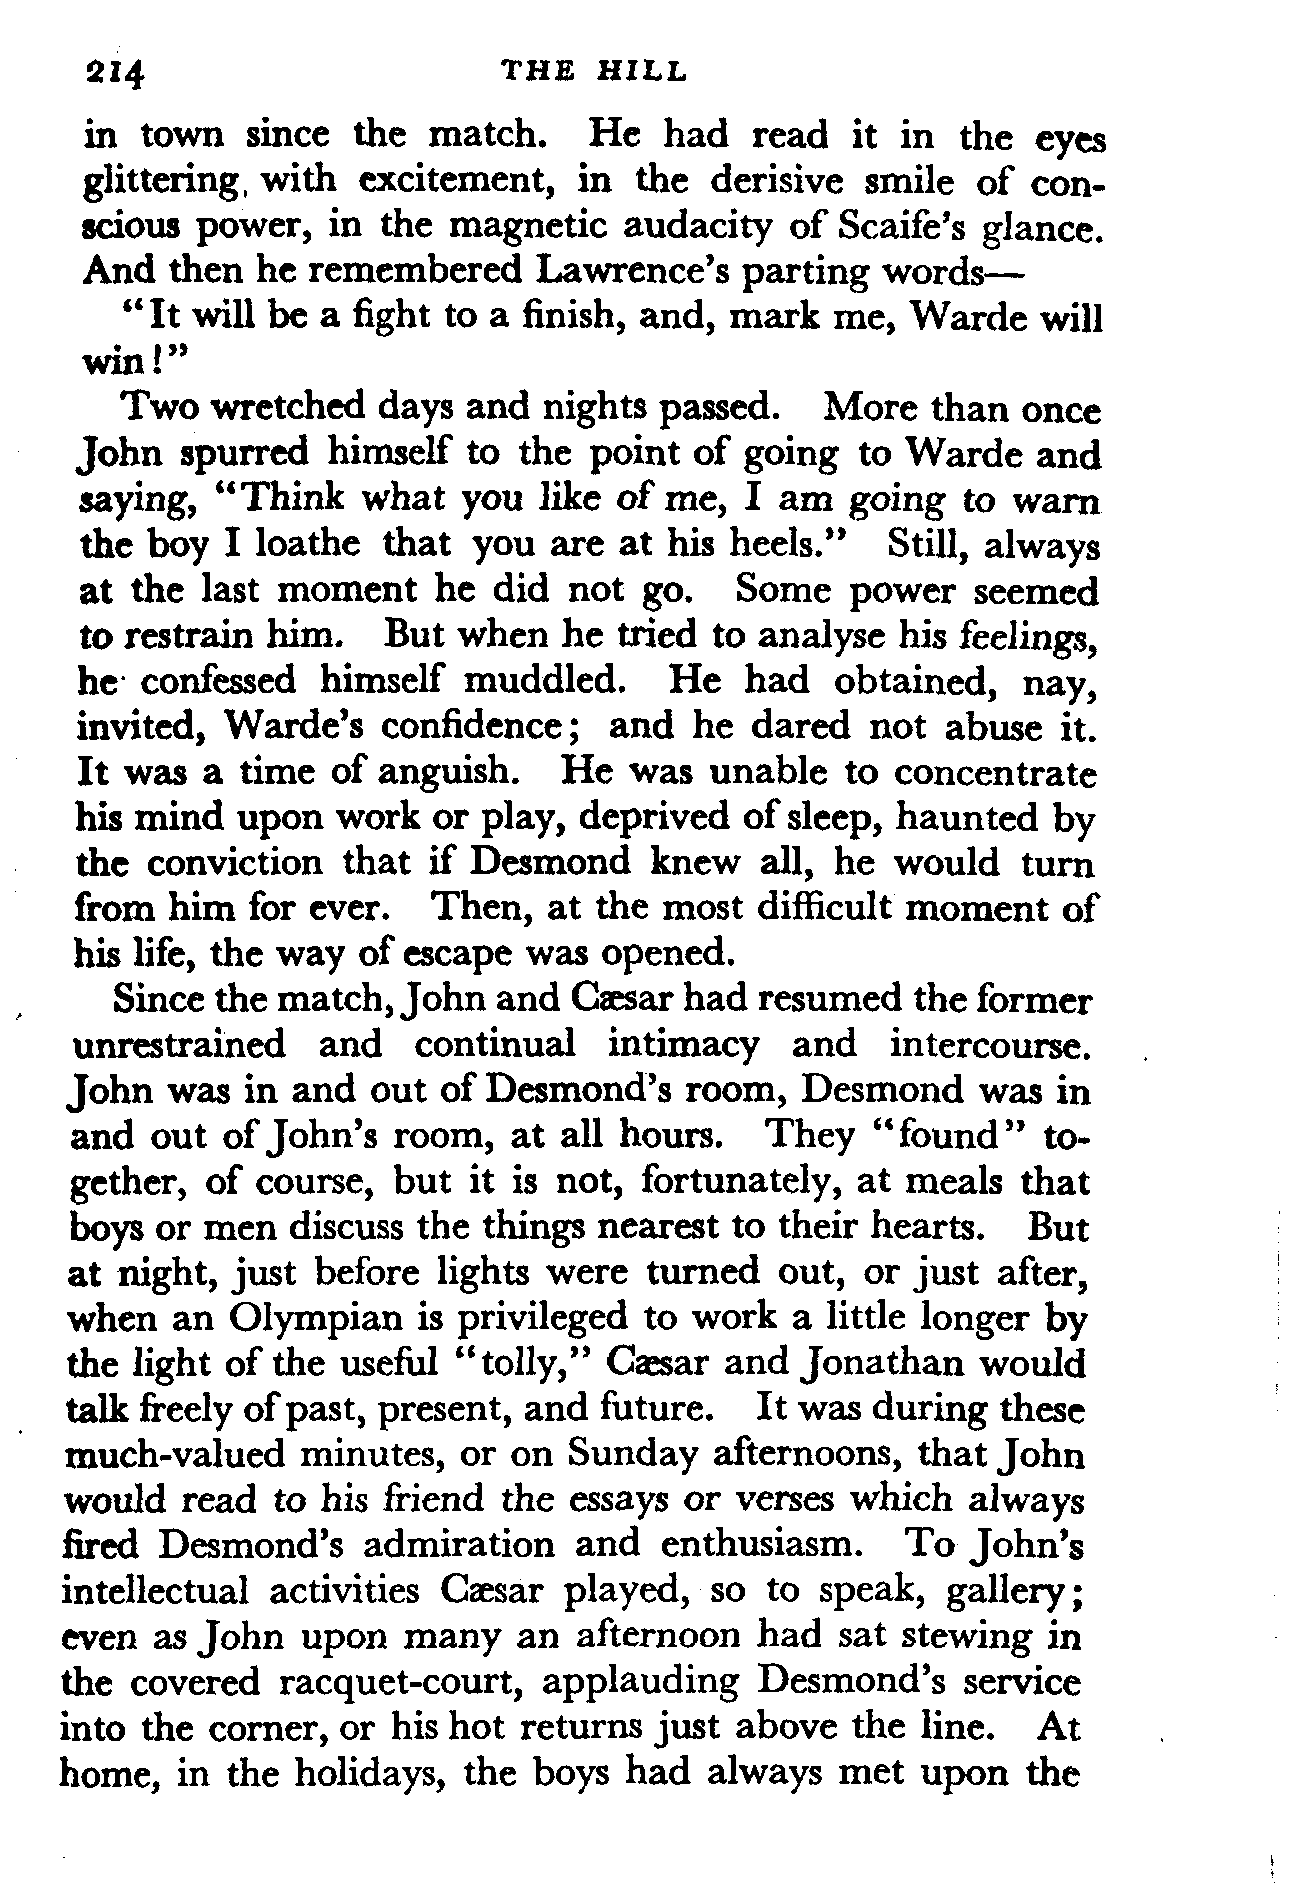 214 THE HILL
in town since the match. He had read it in the eyes
glittering, with excitement, in the derisive smile of con-
scious power, in the magnetic audacity of Scaife's glance.
And then he remembered Lawrence's parting words—
"It will be a fight to a finish, and, mark me, Warde will
win!"
Two wretched days and nights passed. More than once
John spurred himself to the point of going to Warde and
saying, "Think what you like of me, I am going to warn
the boy I loathe that you are at his heels." Still, always
at the last moment he did not go. Some power seemed
to restrain him. But when he tried to analyse his feelings,
he confessed himself muddled. He had obtained, nay,
invited, Warde's confidence; and he dared not abuse it.
It was a time of anguish. He was unable to concentrate
his mind upon work or play, deprived of sleep, haunted by
the conviction that if Desmond knew all, he would turn
from him for ever. Then, at the most difficult moment of
his life, the way of escape was opened.
Since the match, John and Cæsar had resumed the former
unrestrained and continual intimacy and intercourse.
John was in and out of Desmond's room, Desmond was in
and out of John's room, at all hours. They "found" to-
gether, of course, but it is not, fortunately, at meals that
boys or men discuss the things nearest to their hearts. But
at night, just before lights were turned out, or just after,
when an Olympian is privileged to work a little longer by
the light of the useful "tolly," Cæsar and Jonathan would
talk freely of past, present, and future. It was during these
much-valued minutes, or on Sunday afternoons, that John
would read to his friend the essays or verses which always
fired Desmond's admiration and enthusiasm. To John's
intellectual activities Cæsar played, so to speak, gallery;
even as John upon many an afternoon had sat stewing in
the covered racquet-court, applauding Desmond's service
into the corner, or his hot returns just above the line. At
home, in the holidays, the boys had always met upon the